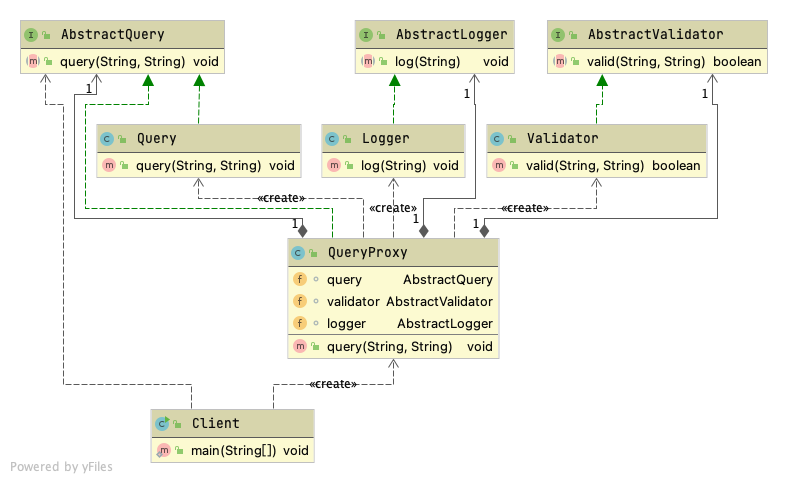 AbstractQuery
query(String, String) void
AbstractLogger
log(String) void
AbstractValidator
valid(String, String) boolean
1
1
1
Query
query(String, String) void
Logger
log(String) void
Validator
valid(String, String) boolean
«create»
«create»
«create»
1
1
1
QueryProxy
query AbstractQuery
validator AbstractValidator
logger AbstractLogger
query(String, String) void
«create»
Client
main(String[]) void
Powered by yFiles